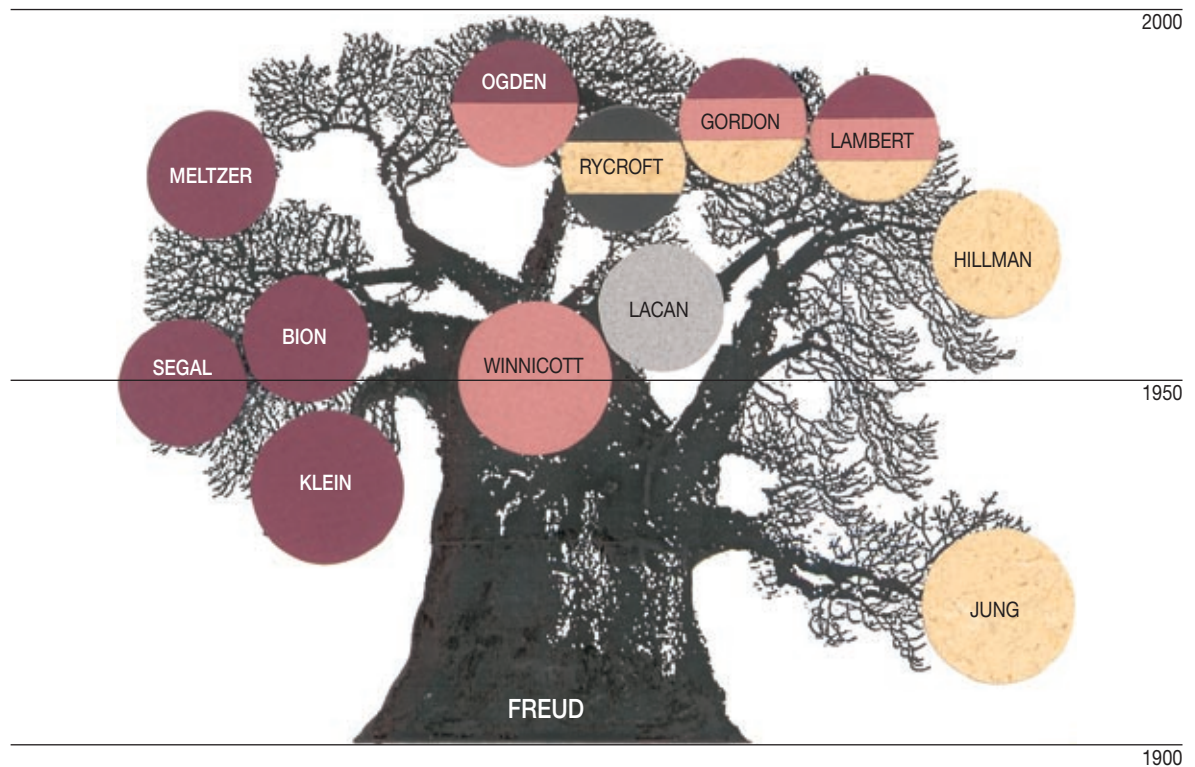 2000
OGDEN
GORDON
LAMBERT
RYCROFT
MELTZER
HILLMAN
LACAN
BION
WINNICOTT
SEGAL
1950
KLEIN
JUNG
FREUD
1900